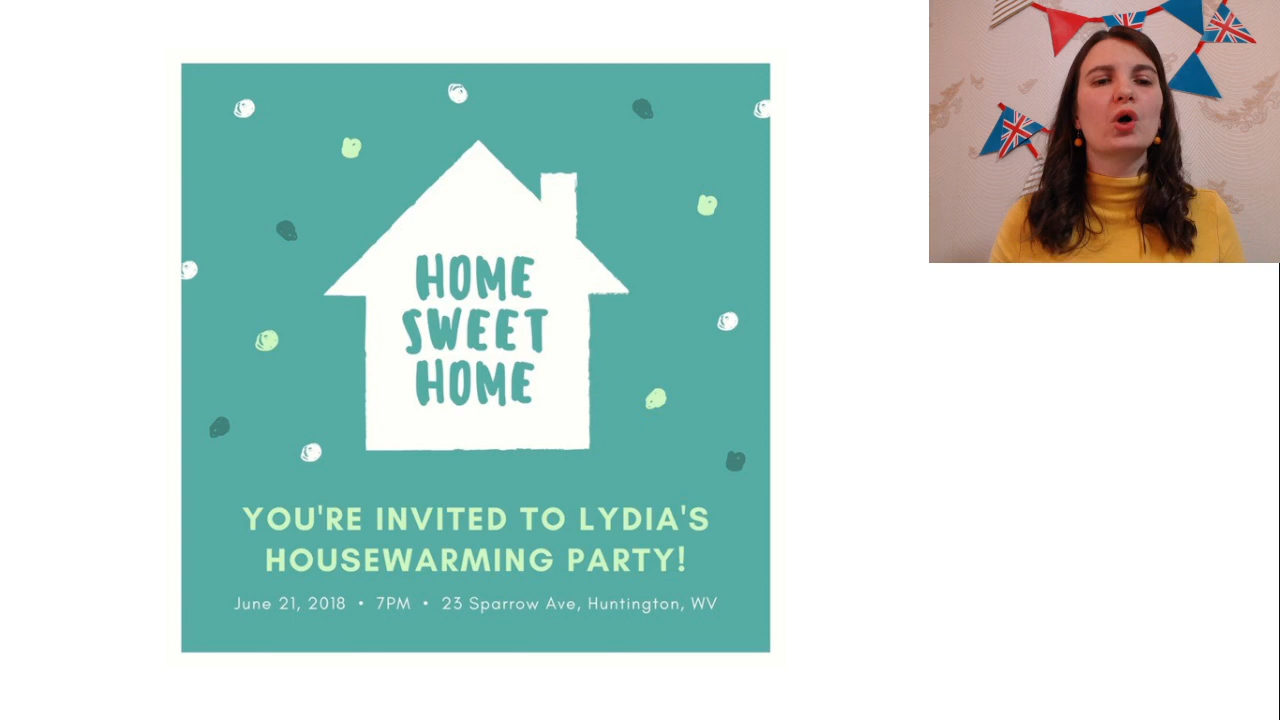 HOME
SWEET
HOME
YOU'RE INVITED TO LYDIA'S
HOUSEWARMING PARTY!
June 21, 2018 • 7PM • 23 Sparrow Ave, Huntington, WV